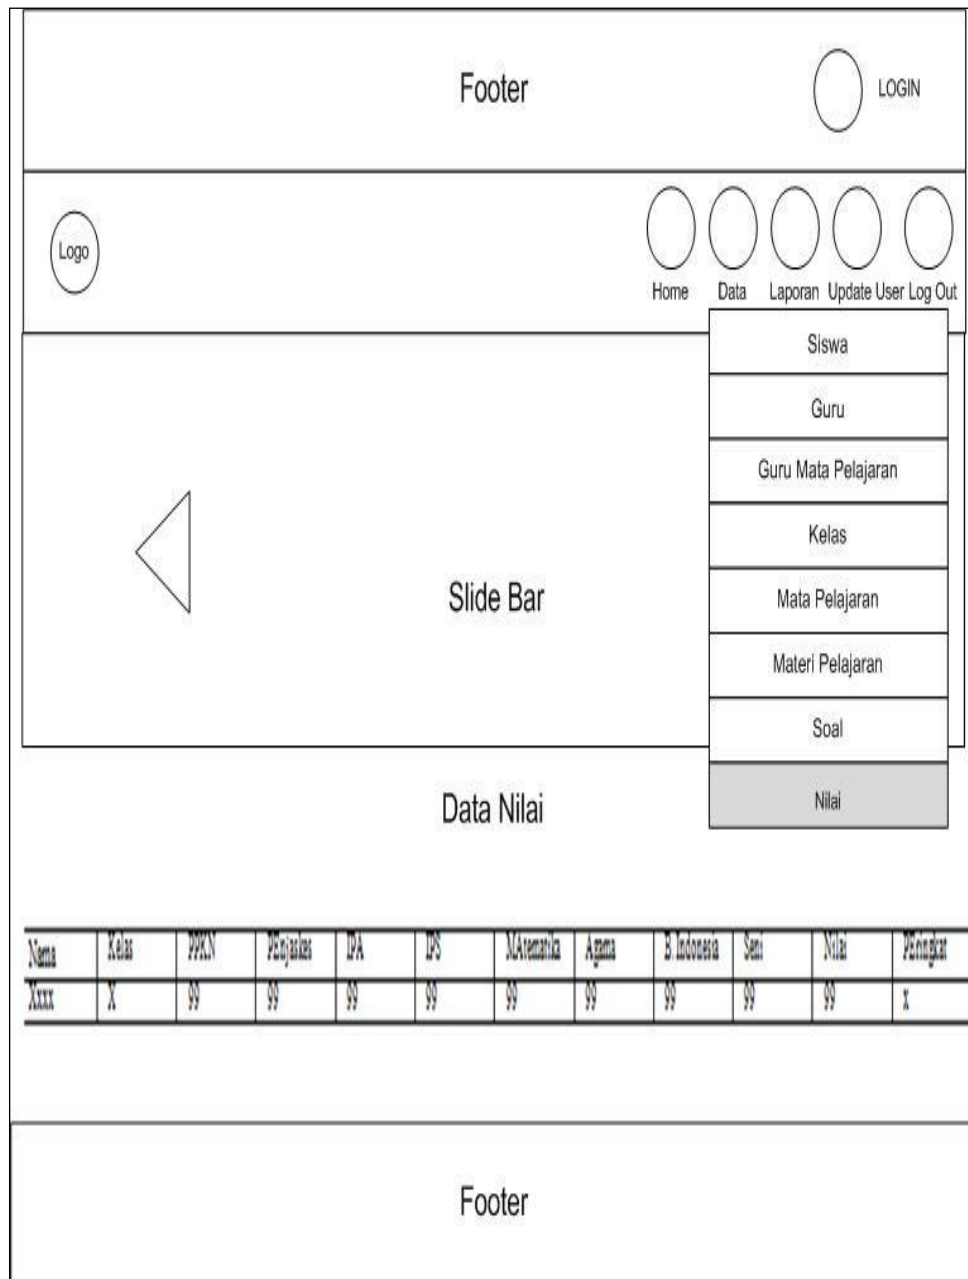 Footer LOGIN
Logo
Home Data Laporan Update User Log Out
Siswa
Guru
Guru Mata Pelajaran
Kelas
Mata Pelajaran
Slide Bar
Materi Pelajaran
Soal
Nilai
Data Nilai
Nama Kelas PPKN PEnjaskes IPA IPS MAtematika Agama B. Indonesia Seni Nilai PEringkat
Xxxx X 99 99 99 99 99 99 99 99 99 x
Footer